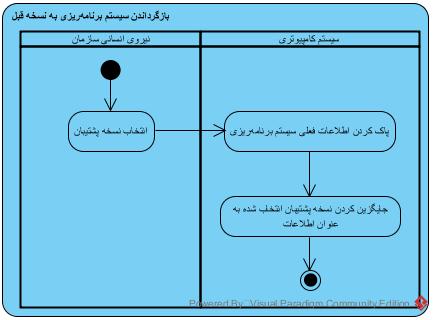 بازگرداندن سیستم برنامه‌ریزی به نسخه قبل
نیروی انسانی سازمان
سیستم کامپیوتری
انتخاب نسخه پشتیبان
پاک کردن اطلاعات فعلی سیستم برنامه‌ریزی
جایگزین کردن نسخه پشتیبان انتخاب شده به
عنوان اطلاعات
Powered By Visual Paradigm Community Edition